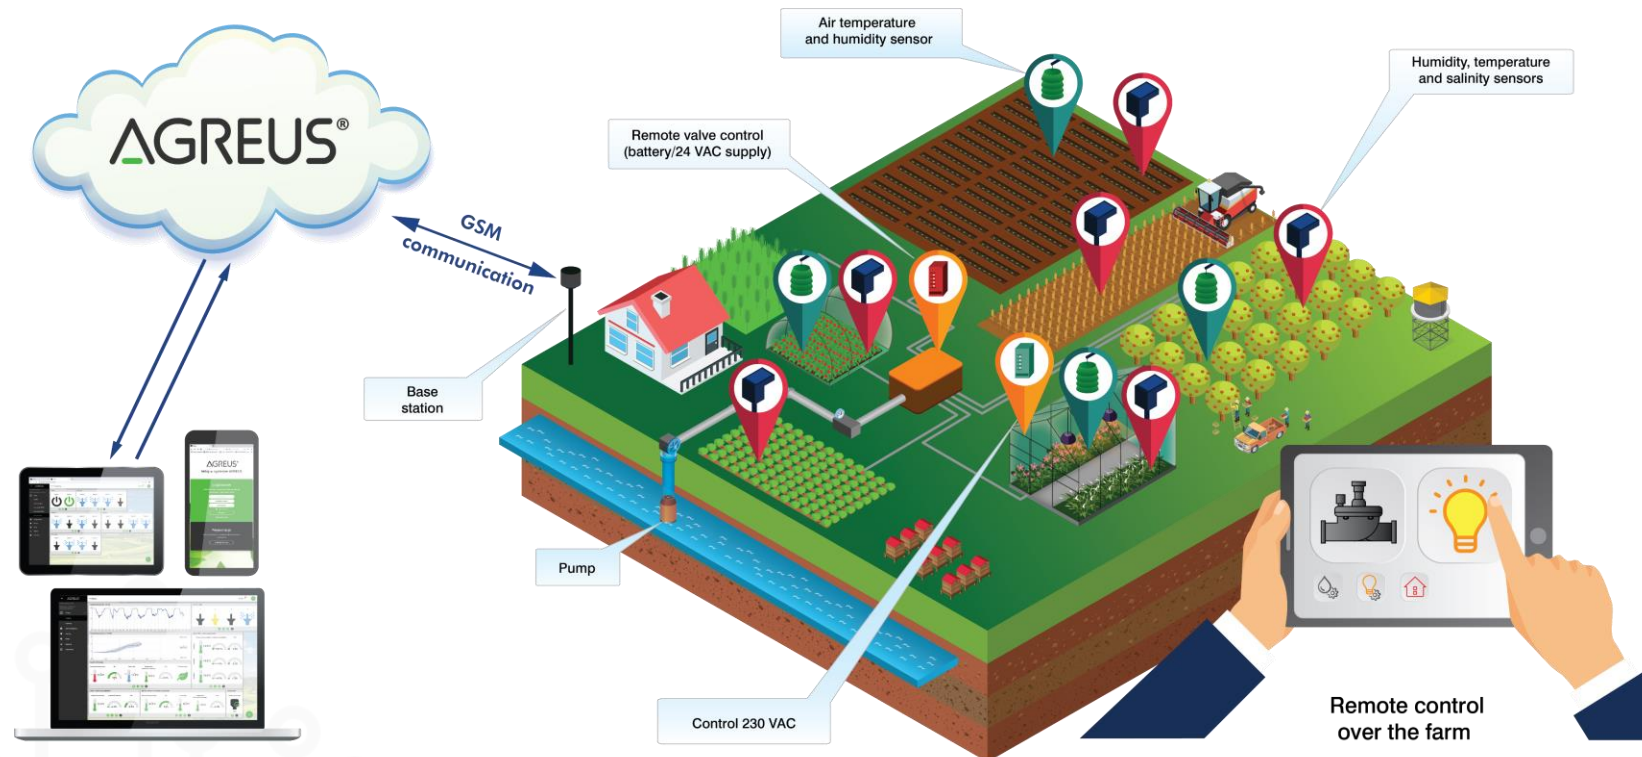 AGREUS®
GSM
communication
Air temperature
and humidity sensor
Humidity, temperature
and salinity sensors
Remote valve control
(battery/24 VAC supply)
Base
station
Pump
Control 230 VAC
Remote control
over the farm
AGREUS